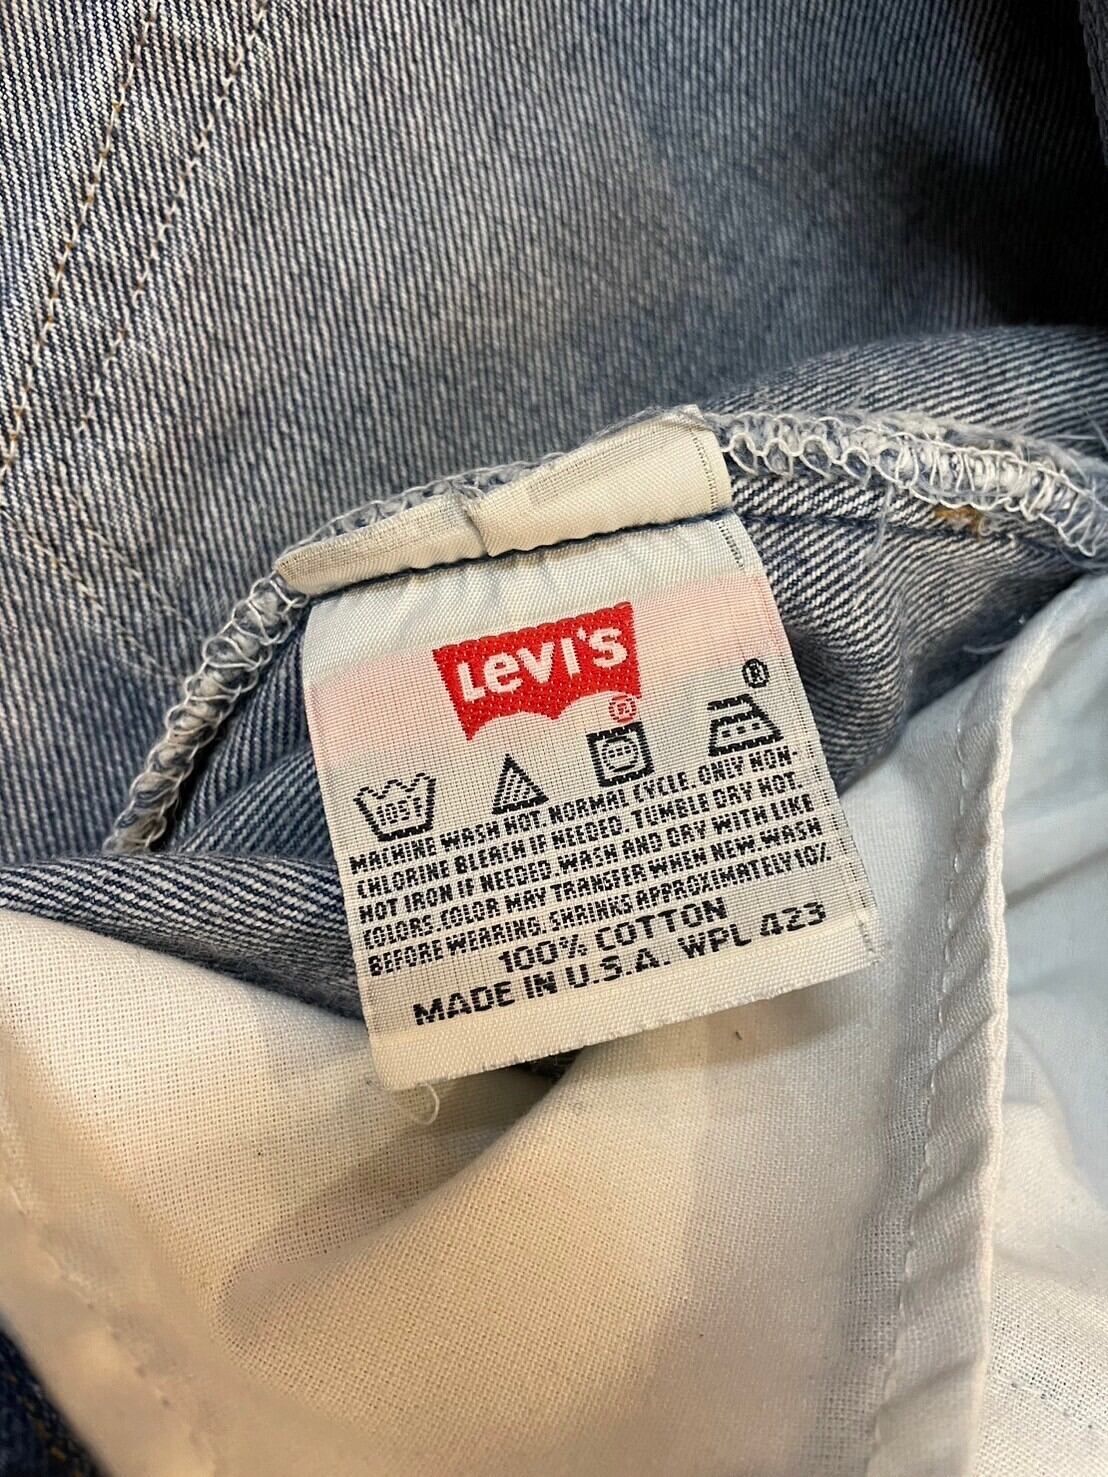 Levi's
®
®
105°F
MACHINE WASH HOT, NORMAL CYCLE. ONLY NON-
CHLORINE BLEACH IF NEEDED. TUMBLE DRY HOT.
HOT IRON IF NEEDED. WASH AND DRY WITH LIKE
COLORS. COLOR MAY TRANSFER WHEN NEW. WASH
BEFORE WEARING. SHRINKS APPROXIMATELY 10%
100% COTTON
MADE IN U.S.A. WPL 423